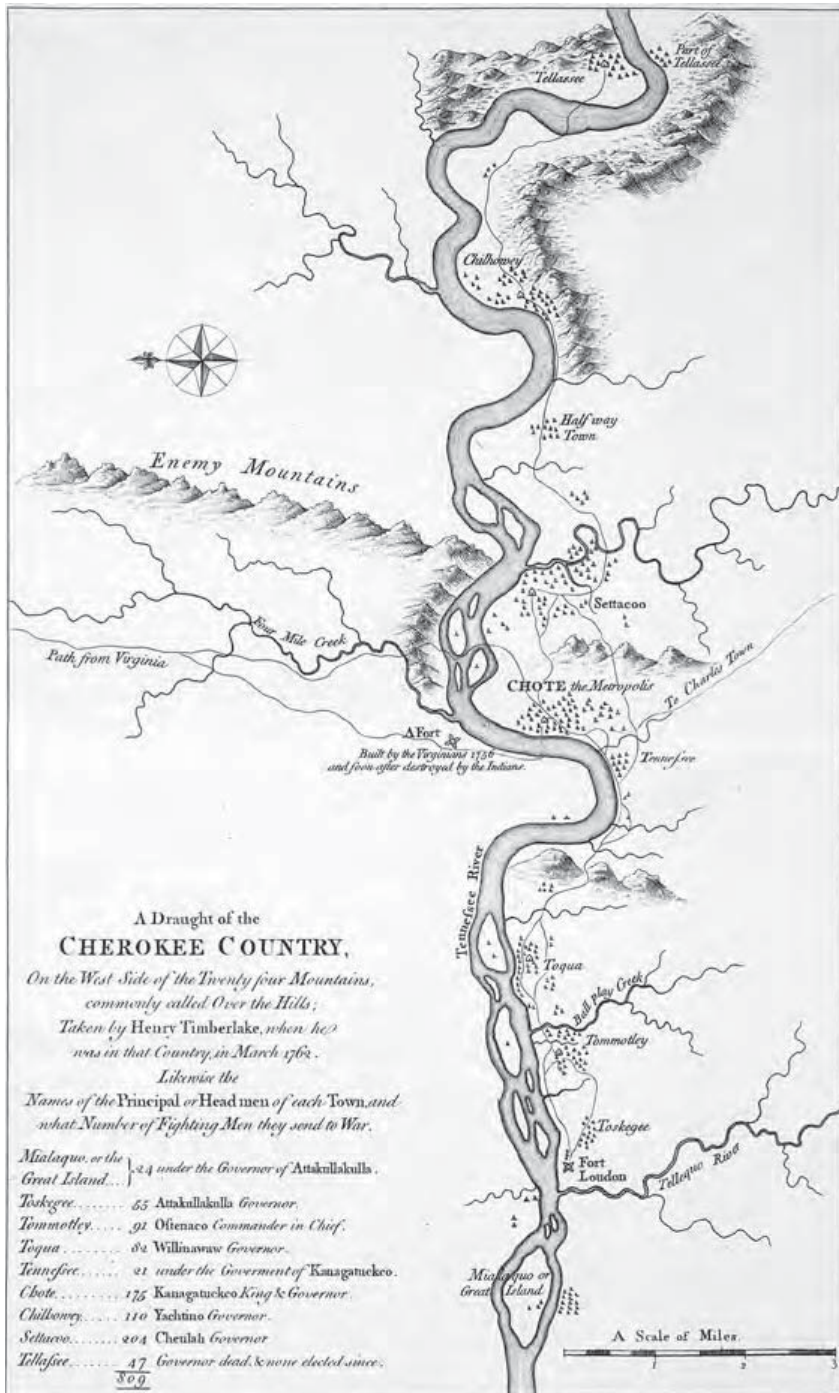 Part of
Tellassee
Tellassee
Chilhowey
Half way
Town
Enemy Mountains
Settacoo
Four Mile Creek
Path from Virginia
CHOTE the Metropolis
To Charles Town
A Fort
Built by the Virginians 1756
and soon after destroyed by the Indians.
Tennessee
Tennessee River
Toqua
Ball play Creek
Tommotley
Toskegee
Fort
Loudon
Tellequo River
Mialaquo or
Great Island
A Draught of the
CHEROKEE COUNTRY,
On the West Side of the Twenty four Mountains,
commonly called Over the Hills;
Taken by Henry Timberlake, when he
was in that Country, in March 1762.
Likewise the
Names of the Principal or Head men of each Town, and
what Number of Fighting Men they send to War.
Mialaquo, or the
Great Island.... } 24 under the Governor of Attakullakulla.
Toskegee....... 55 Attakullakulla Governor.
Tommotley..... 91 Ostenaco Commander in Chief.
Toqua........ 82 Willinawaw Governor.
Tennessee...... 21 under the Goverment of Kanagatuckco.
Chote........ 175 Kanagatuckco King & Governor.
Chilhowey... 110 Yachtino Governor.
Settacoo....... 204 Cheulah Governor
Tellassee...... 47 Governor dead, & none elected since.
809
A Scale of Miles.
1 2 3